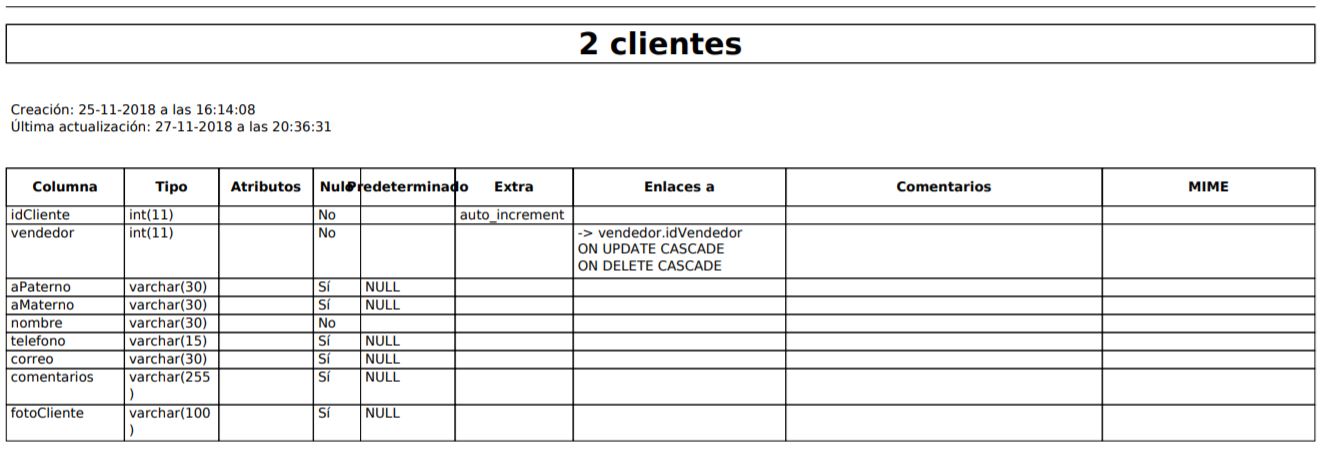 2 clientes
Creación: 25-11-2018 a las 16:14:08
Última actualización: 27-11-2018 a las 20:36:31
Columna Tipo Atributos Nulo Predeterminado Extra Enlaces a Comentarios MIME
idCliente int(11) No auto_increment
vendedor int(11) No -> vendedor.idVendedor
ON UPDATE CASCADE
ON DELETE CASCADE
aPaterno varchar(30) Sí NULL
aMaterno varchar(30) Sí NULL
nombre varchar(30) No
telefono varchar(15) Sí NULL
correo varchar(30) Sí NULL
comentarios varchar(255 Sí NULL
)
fotoCliente varchar(100 Sí NULL
)